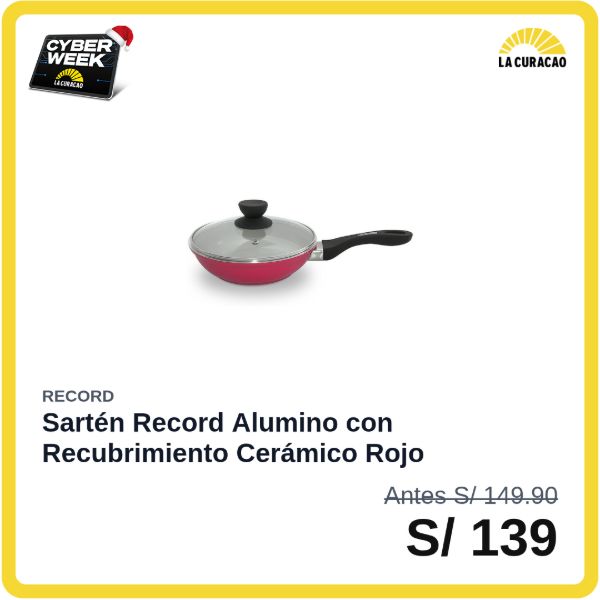 CYBER
WEEK
LA CURACAO
LA CURACAO
RECORD
Sartén Record Alumino con
Recubrimiento Cerámico Rojo
Antes S/ 149.90
S/ 139